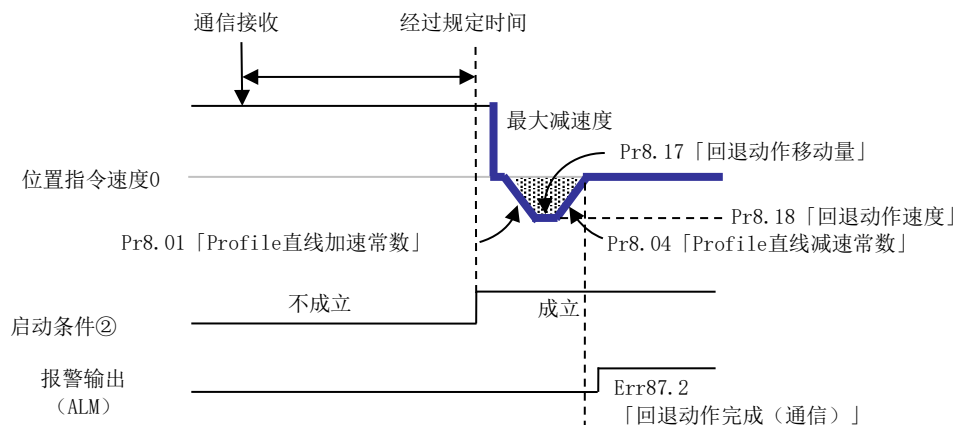 通信接收
经过规定时间
最大减速度
Pr8.17「回退动作移动量」
位置指令速度0
Pr8.18「回退动作速度」
Pr8.01「Profile直线加速常数」
Pr8.04「Profile直线减速常数」
不成立
成立
启动条件②
报警输出
（ALM）
Err87.2
「回退动作完成（通信）」